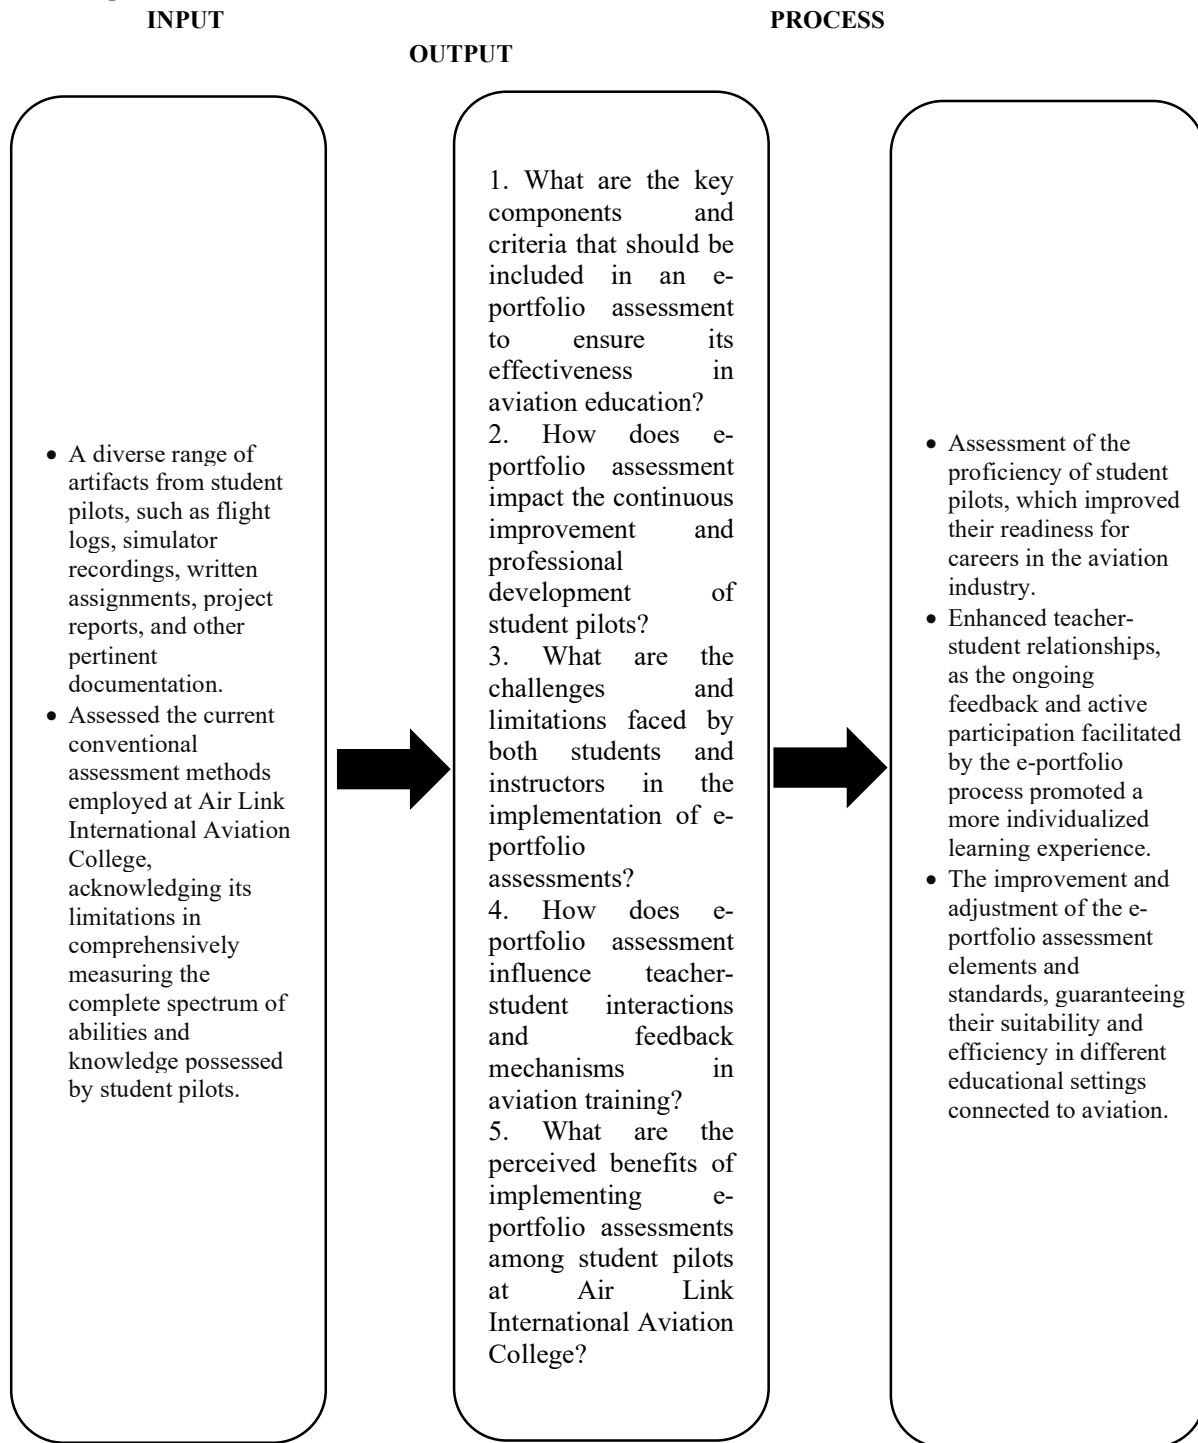 INPUT
PROCESS
OUTPUT
• A diverse range of
artifacts from student
pilots, such as flight
logs, simulator
recordings, written
assignments, project
reports, and other
pertinent
documentation.
• Assessed the current
conventional
assessment methods
employed at Air Link
International Aviation
College,
acknowledging its
limitations in
comprehensively
measuring the
complete spectrum of
abilities and
knowledge possessed
by student pilots.
1. What are the key
components and
criteria that should be
included in an e-
portfolio assessment
to ensure its
effectiveness in
aviation education?
2. How does e-
portfolio assessment
impact the continuous
improvement and
professional
development of
student pilots?
3. What are the
challenges and
limitations faced by
both students and
instructors in the
implementation of e-
portfolio
assessments?
4. How does e-
portfolio assessment
influence teacher-
student interactions
and feedback
mechanisms in
aviation training?
5. What are the
perceived benefits of
implementing e-
portfolio assessments
among student pilots
at Air Link
International Aviation
College?
• Assessment of the
proficiency of student
pilots, which improved
their readiness for
careers in the aviation
industry.
• Enhanced teacher-
student relationships,
as the ongoing
feedback and active
participation facilitated
by the e-portfolio
process promoted a
more individualized
learning experience.
• The improvement and
adjustment of the e-
portfolio assessment
elements and
standards, guaranteeing
their suitability and
efficiency in different
educational settings
connected to aviation.